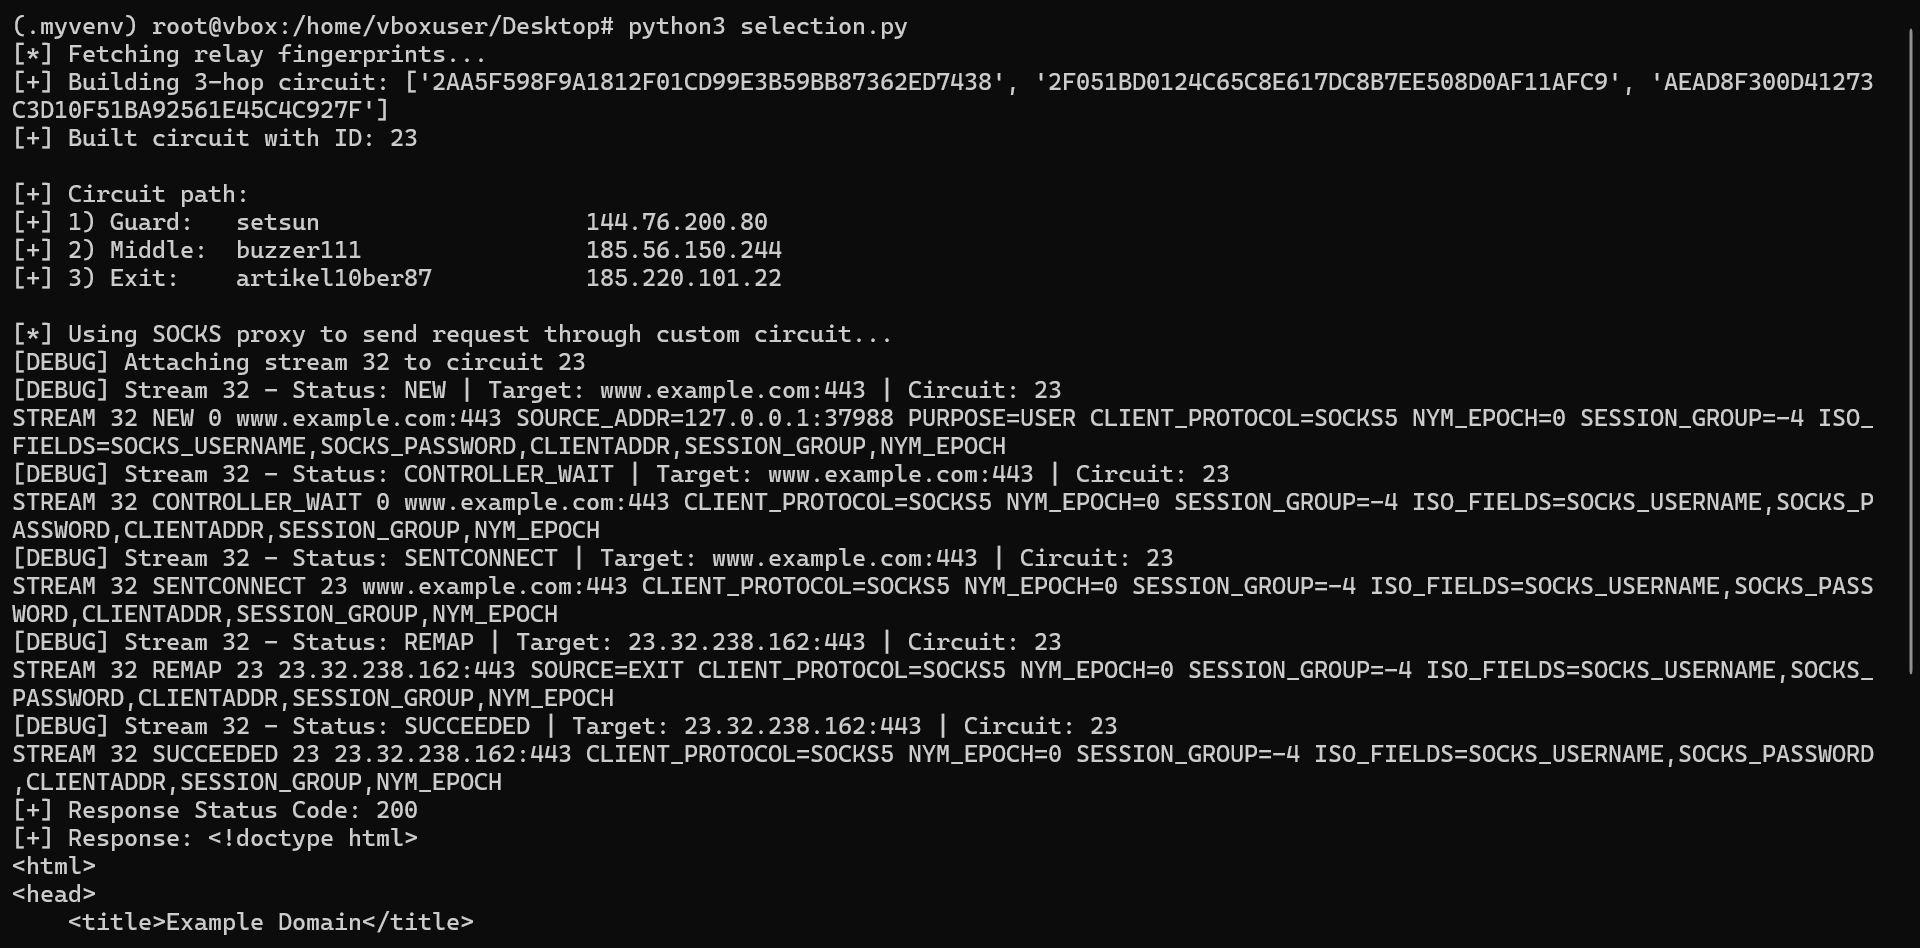 (.myvenv) root@vbox:/home/vboxuser/Desktop# python3 selection.py
[*] Fetching relay fingerprints...
[+] Building 3-hop circuit: ['2AA5F598F9A1812F01CD99E3B59BB87362ED7438', '2F051BD0124C65C8E617DC8B7EE508D0AF11AFC9', 'AEAD8F300D41273
C3D10F51BA92561E45C4C927F']
[+] Built circuit with ID: 23
[+] Circuit path:
[+] 1) Guard:   setsun                   144.76.200.80
[+] 2) Middle:  buzzer111                185.56.150.244
[+] 3) Exit:    artikel10ber87           185.220.101.22
[*] Using SOCKS proxy to send request through custom circuit...
[DEBUG] Attaching stream 32 to circuit 23
[DEBUG] Stream 32 - Status: NEW | Target: www.example.com:443 | Circuit: 23
STREAM 32 NEW 0 www.example.com:443 SOURCE_ADDR=127.0.0.1:37988 PURPOSE=USER CLIENT_PROTOCOL=SOCKS5 NYM_EPOCH=0 SESSION_GROUP=-4 ISO_
FIELDS=SOCKS_USERNAME,SOCKS_PASSWORD,CLIENTADDR,SESSION_GROUP,NYM_EPOCH
[DEBUG] Stream 32 - Status: CONTROLLER_WAIT | Target: www.example.com:443 | Circuit: 23
STREAM 32 CONTROLLER_WAIT 0 www.example.com:443 CLIENT_PROTOCOL=SOCKS5 NYM_EPOCH=0 SESSION_GROUP=-4 ISO_FIELDS=SOCKS_USERNAME,SOCKS_P
ASSWORD,CLIENTADDR,SESSION_GROUP,NYM_EPOCH
[DEBUG] Stream 32 - Status: SENTCONNECT | Target: www.example.com:443 | Circuit: 23
STREAM 32 SENTCONNECT 23 www.example.com:443 CLIENT_PROTOCOL=SOCKS5 NYM_EPOCH=0 SESSION_GROUP=-4 ISO_FIELDS=SOCKS_USERNAME,SOCKS_PASS
WORD,CLIENTADDR,SESSION_GROUP,NYM_EPOCH
[DEBUG] Stream 32 - Status: REMAP | Target: 23.32.238.162:443 | Circuit: 23
STREAM 32 REMAP 23 23.32.238.162:443 SOURCE=EXIT CLIENT_PROTOCOL=SOCKS5 NYM_EPOCH=0 SESSION_GROUP=-4 ISO_FIELDS=SOCKS_USERNAME,SOCKS_
PASSWORD,CLIENTADDR,SESSION_GROUP,NYM_EPOCH
[DEBUG] Stream 32 - Status: SUCCEEDED | Target: 23.32.238.162:443 | Circuit: 23
STREAM 32 SUCCEEDED 23 23.32.238.162:443 CLIENT_PROTOCOL=SOCKS5 NYM_EPOCH=0 SESSION_GROUP=-4 ISO_FIELDS=SOCKS_USERNAME,SOCKS_PASSWORD
,CLIENTADDR,SESSION_GROUP,NYM_EPOCH
[+] Response Status Code: 200
[+] Response: <!doctype html>
<html>
<head>
    <title>Example Domain</title>